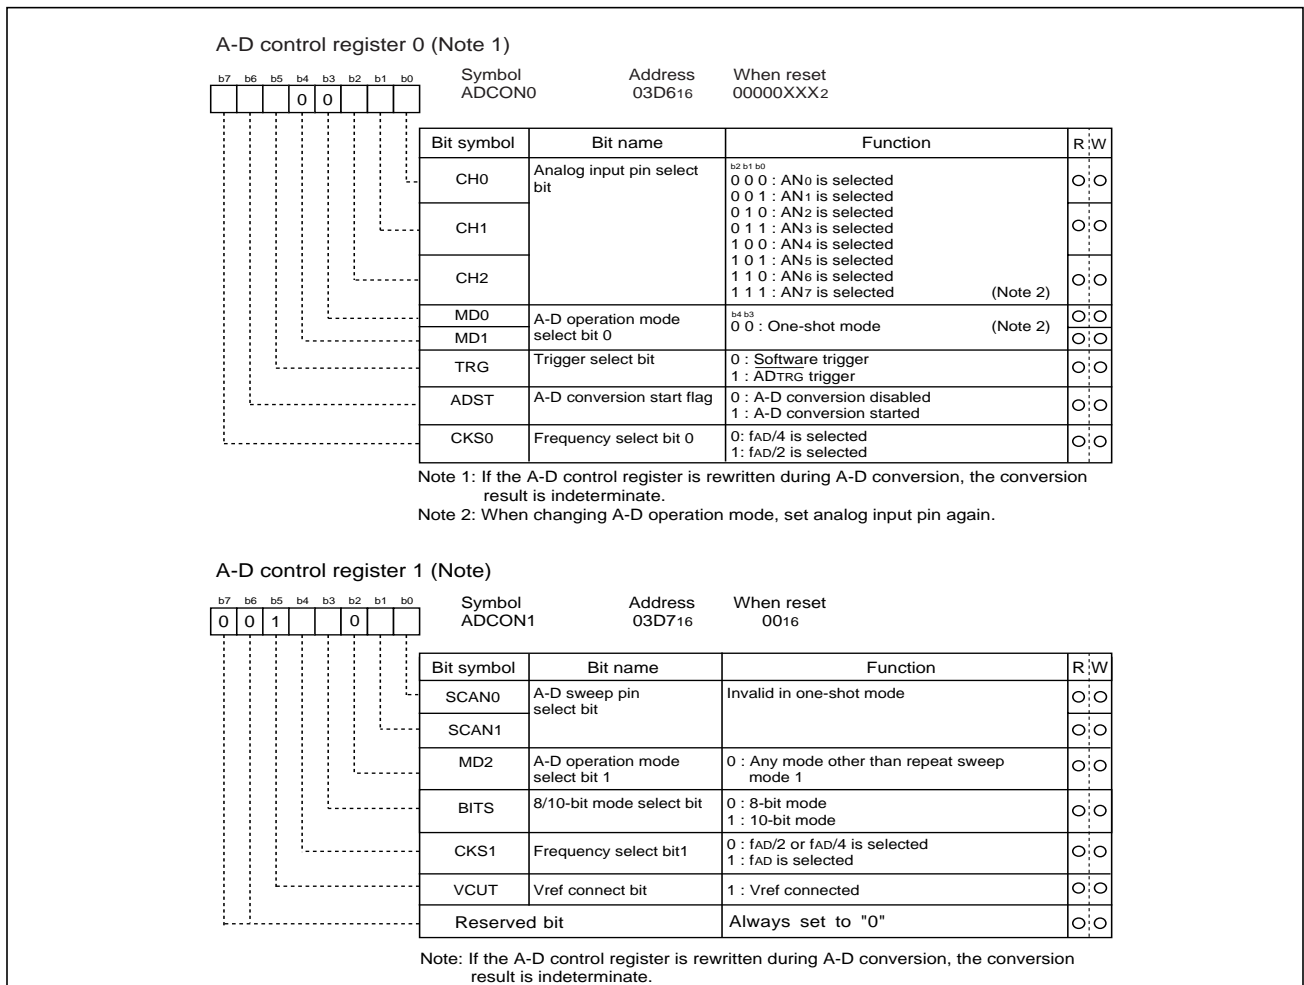 A-D control register 0 (Note 1)
b7 b6 b5 b4 b3 b2 b1 b0
0 0
Symbol Address When reset
ADCON0 03D616 00000XXX2
Bit symbol Bit name Function R W
CH0 Analog input pin select bit
b2 b1 b0
0 0 0 : AN0 is selected
0 0 1 : AN1 is selected
0 1 0 : AN2 is selected
CH1 0 1 1 : AN3 is selected
1 0 0 : AN4 is selected
1 0 1 : AN5 is selected
CH2 1 1 0 : AN6 is selected
1 1 1 : AN7 is selected (Note 2)
MD0 A-D operation mode select bit 0
b4 b3
0 0 : One-shot mode (Note 2)
MD1
TRG Trigger select bit 0 : Software trigger
1 : ADTRG trigger
ADST A-D conversion start flag 0 : A-D conversion disabled
1 : A-D conversion started
CKS0 Frequency select bit 0 0: fAD/4 is selected
1: fAD/2 is selected
Note 1: If the A-D control register is rewritten during A-D conversion, the conversion
result is indeterminate.
Note 2: When changing A-D operation mode, set analog input pin again.
A-D control register 1 (Note)
b7 b6 b5 b4 b3 b2 b1 b0
0 0 1 0
Symbol Address When reset
ADCON1 03D716 0016
Bit symbol Bit name Function R W
SCAN0 A-D sweep pin select bit Invalid in one-shot mode
SCAN1
MD2 A-D operation mode select bit 1 0 : Any mode other than repeat sweep
mode 1
BITS 8/10-bit mode select bit 0 : 8-bit mode
1 : 10-bit mode
CKS1 Frequency select bit1 0 : fAD/2 or fAD/4 is selected
1 : fAD is selected
VCUT Vref connect bit 1 : Vref connected
Reserved bit Always set to "0"
Note: If the A-D control register is rewritten during A-D conversion, the conversion
result is indeterminate.